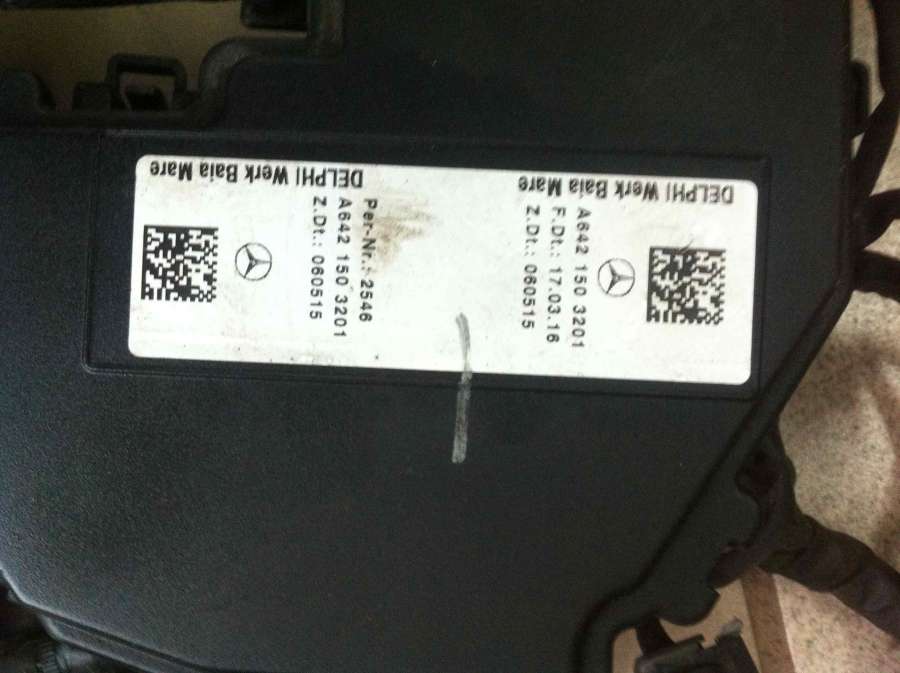 DELPHI Werk Baia Mare
A642 150 3201
F.Dt.: 17.03.16
Z.Dt.: 060515
DELPHI Werk Baia Mare
Per-Nr.: 2546
A642 150 3201
Z.Dt.: 060515